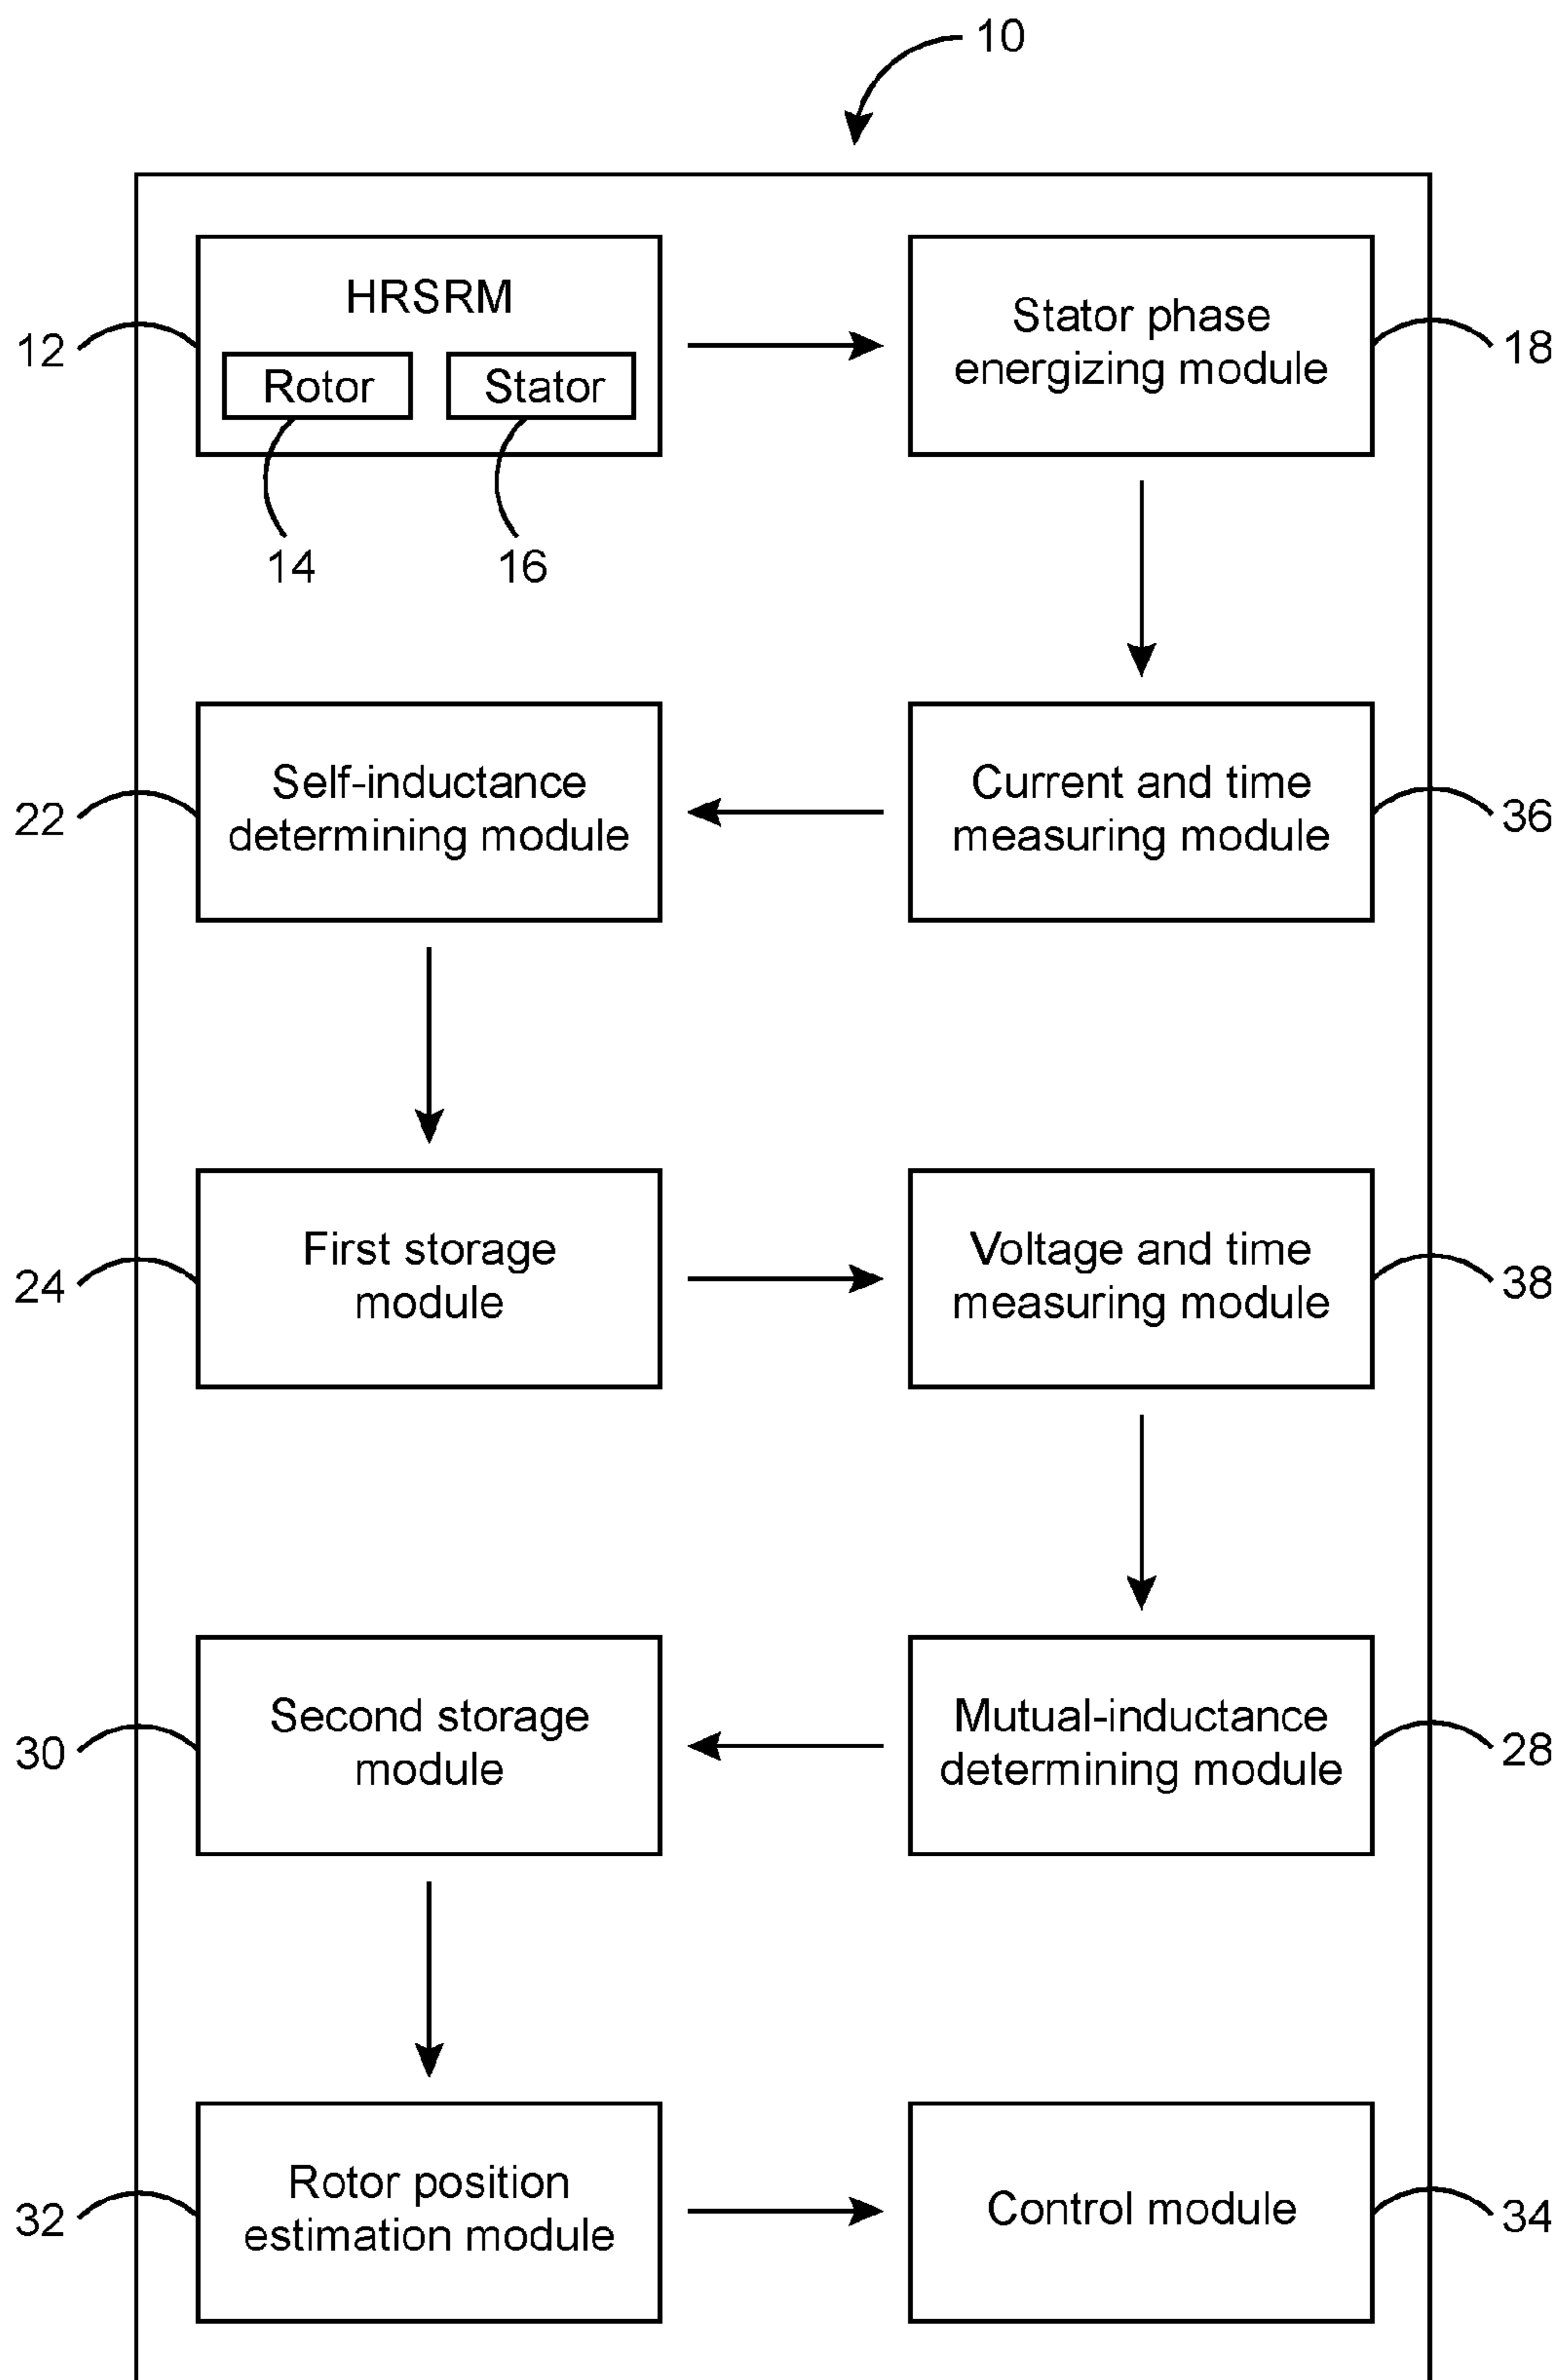 10
HRSRM
Rotor
Stator
12
14
16
Stator phase
energizing module
18
Self-inductance
determining module
22
Current and time
measuring module
36
First storage
module
24
Voltage and time
measuring module
38
Second storage
module
30
Mutual-inductance
determining module
28
Rotor position
estimation module
32
Control module
34